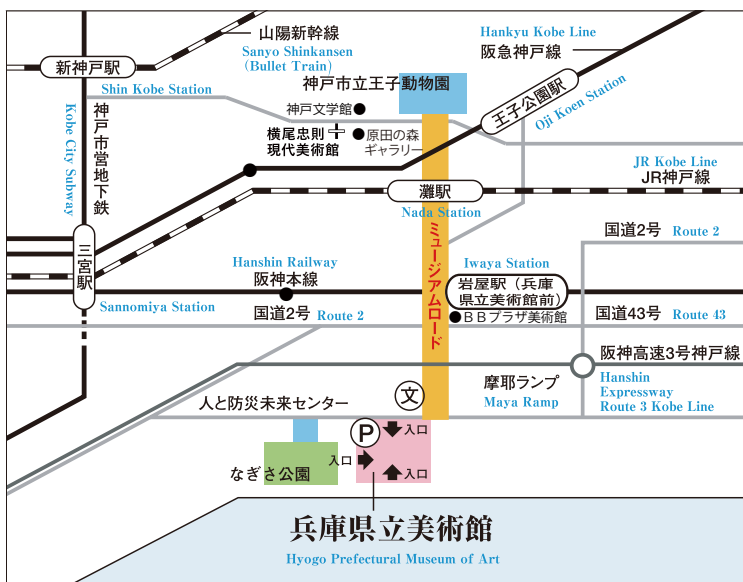 山陽新幹線
Sanyo Shinkansen
(Bullet Train)
Hankyu Kobe Line
阪急神戸線
新神戸駅
Shin Kobe Station
神戸市立王子動物園
神戸文学館
王子公園駅
Oji Koen Station
横尾忠則
現代美術館
原田の森
ギャラリー
神戸市営地下鉄
Kobe City Subway
JR Kobe Line
JR神戸線
灘駅
Nada Station
ミュージアムロード
国道2号 Route 2
三宮駅
Sannomiya Station
Hanshin Railway
阪神本線
Iwaya Station
岩屋駅（兵庫
県立美術館前）
国道2号 Route 2
BBプラザ美術館
国道43号 Route 43
阪神高速3号神戸線
Hanshin
Expressway
Route 3 Kobe Line
摩耶ランプ
Maya Ramp
文
人と防災未来センター
P
入口
入口
入口
なぎさ公園
兵庫県立美術館
Hyogo Prefectural Museum of Art